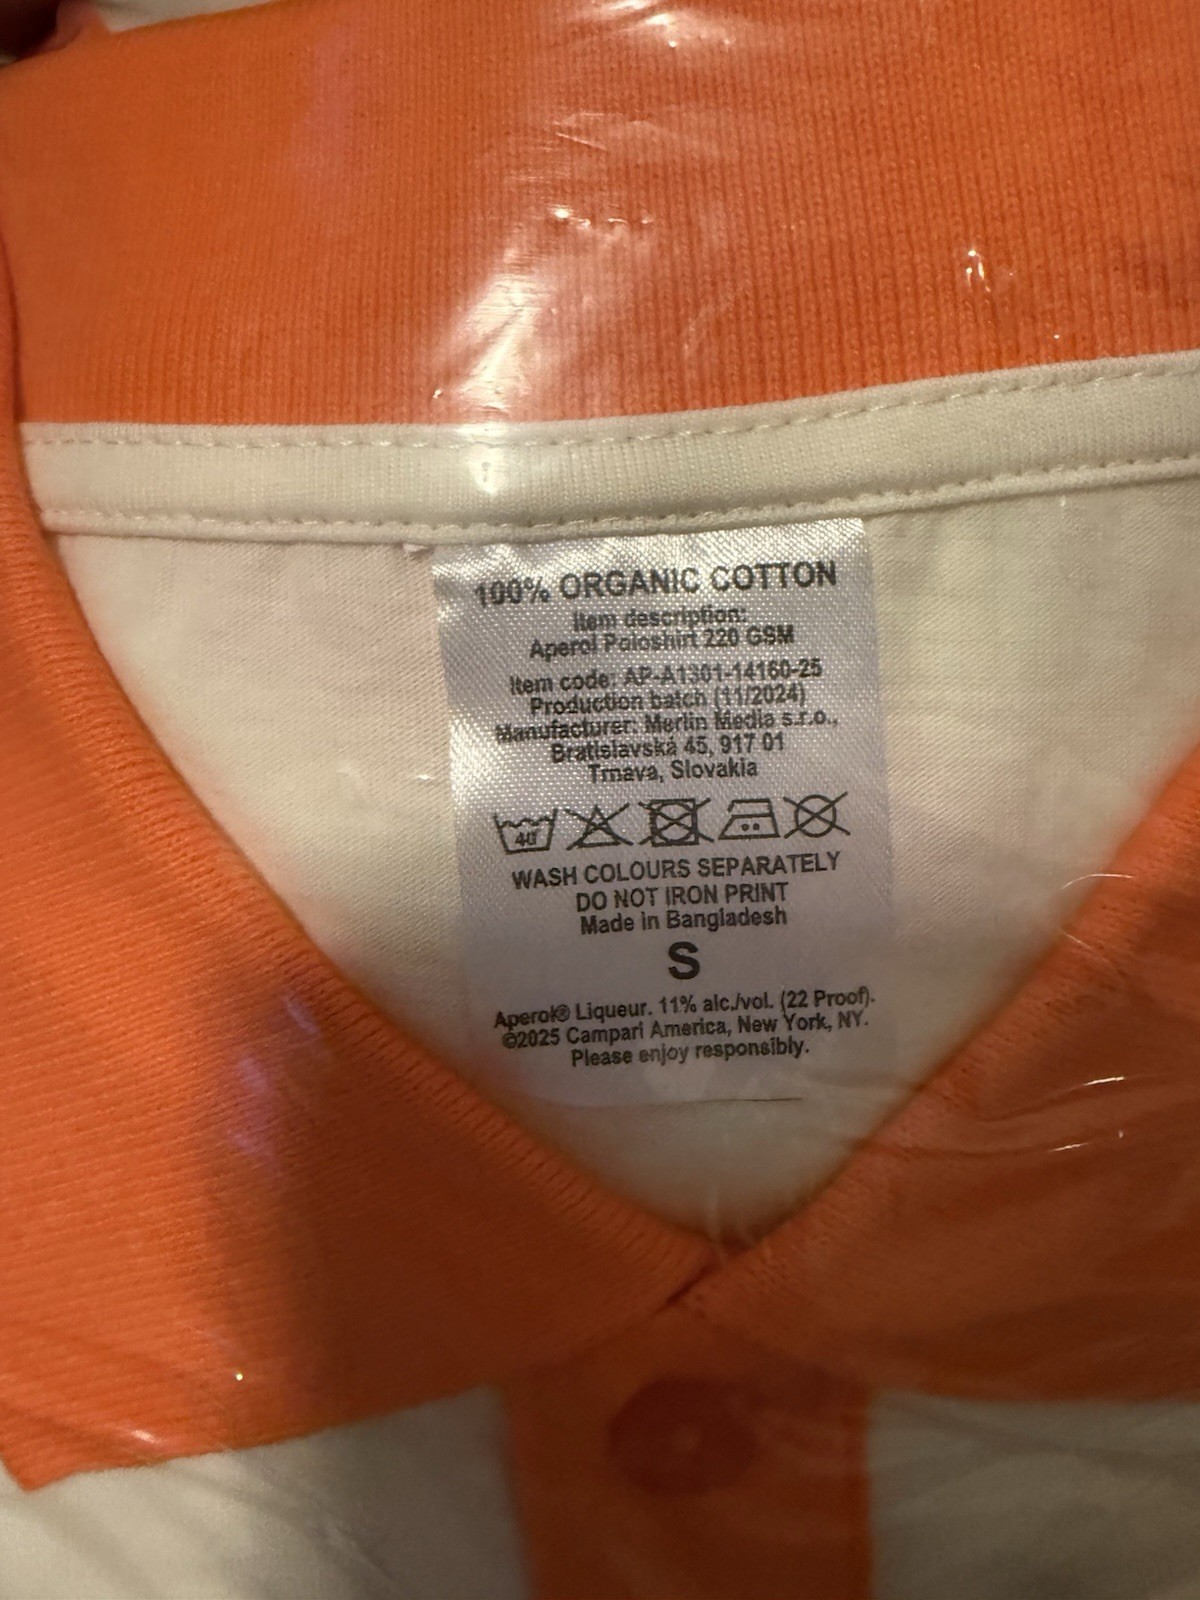 100% ORGANIC COTTON
Item description:
Aperol Poloshirt 220 GSM
Item code: AP-A1301-14160-25
Production batch (11/2024)
Manufacturer: Merlin Media s.r.o.,
Bratislavská 45, 917 01
Trnava, Slovakia
40
WASH COLOURS SEPARATELY
DO NOT IRON PRINT
Made in Bangladesh
S
Aperol® Liqueur. 11% alc./vol. (22 Proof).
©2025 Campari America, New York, NY.
Please enjoy responsibly.